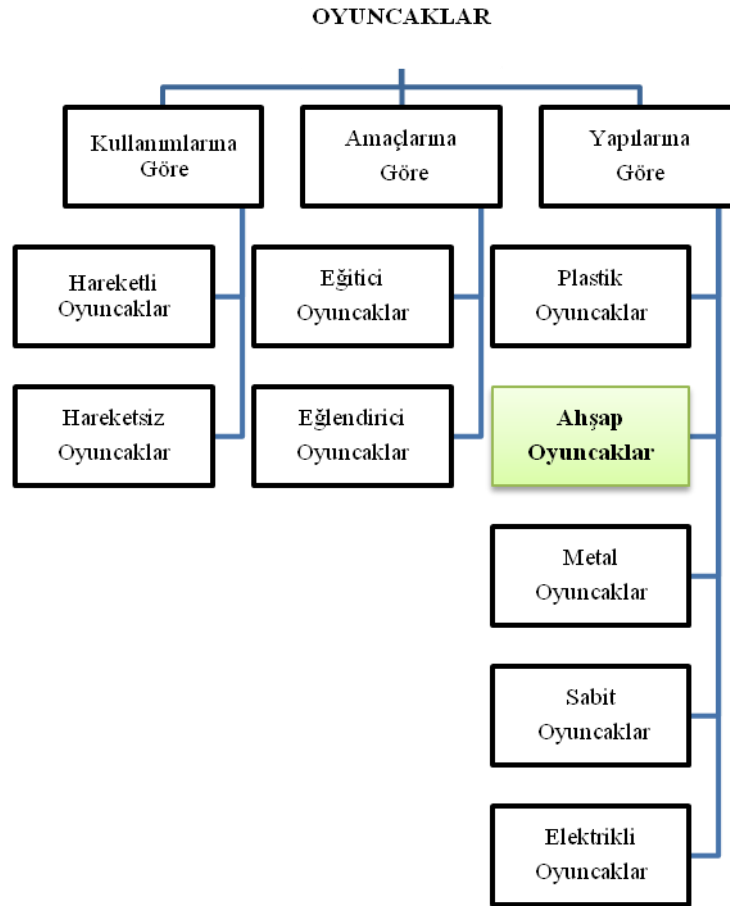 OYUNCAKLAR
Kullanımlarına
Göre
Amaçlarına
Göre
Yapılarına
Göre
Hareketli
Oyuncaklar
Eğitici
Oyuncaklar
Plastik
Oyuncaklar
Hareketsiz
Oyuncaklar
Eğlendirici
Oyuncaklar
Ahşap
Oyuncaklar
Metal
Oyuncaklar
Sabit
Oyuncaklar
Elektrikli
Oyuncaklar